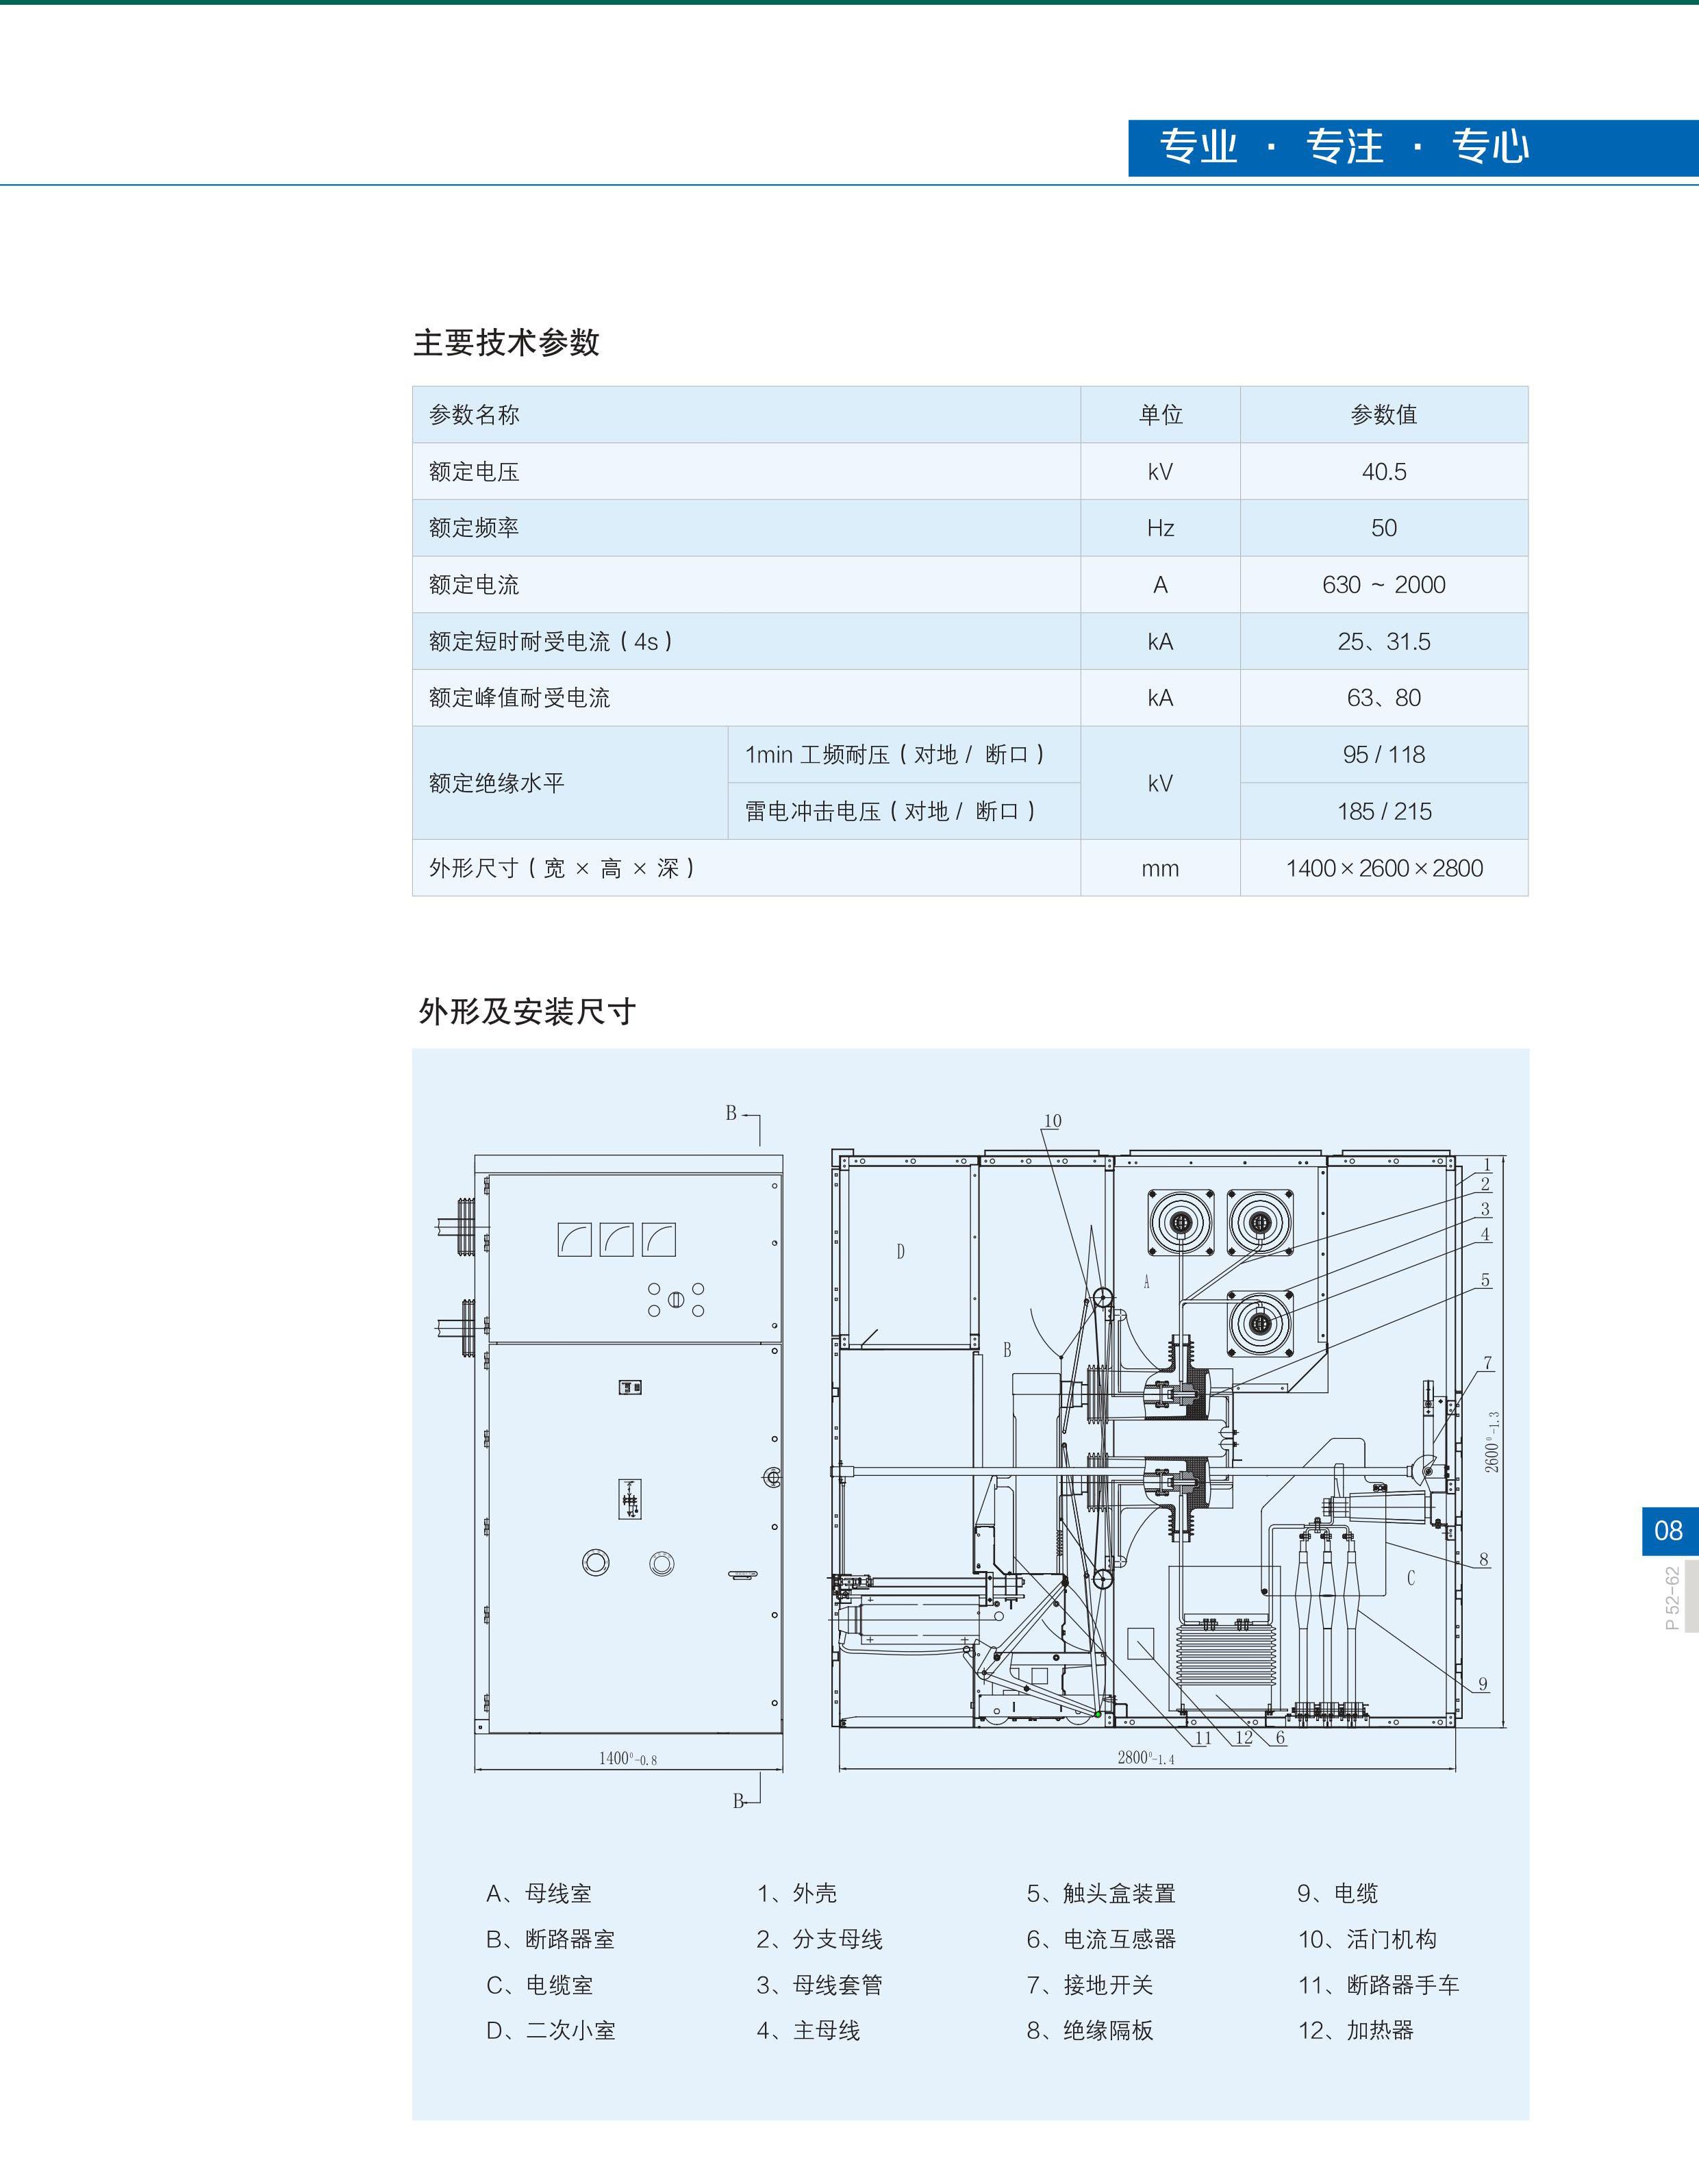 专业 · 专注 · 专心
主要技术参数
参数名称 单位 参数值
额定电压 kV 40.5
额定频率 Hz 50
额定电流 A 630 ~ 2000
额定短时耐受电流（4s） kA 25、31.5
额定峰值耐受电流 kA 63、80
额定绝缘水平 1min 工频耐压（对地 / 断口） kV 95 / 118
雷电冲击电压（对地 / 断口） 185 / 215
外形尺寸（宽 × 高 × 深） mm 1400×2600×2800
外形及安装尺寸
B
10
1
2
3
4
5
D
A
B
7
2600 0 -1.3
8
C
9
11
12
6
1400 0 -0.8
2800 0 -1.4
B
08
P 52-62
A、母线室 1、外壳 5、触头盒装置 9、电缆
B、断路器室 2、分支母线 6、电流互感器 10、活门机构
C、电缆室 3、母线套管 7、接地开关 11、断路器手车
D、二次小室 4、主母线 8、绝缘隔板 12、加热器